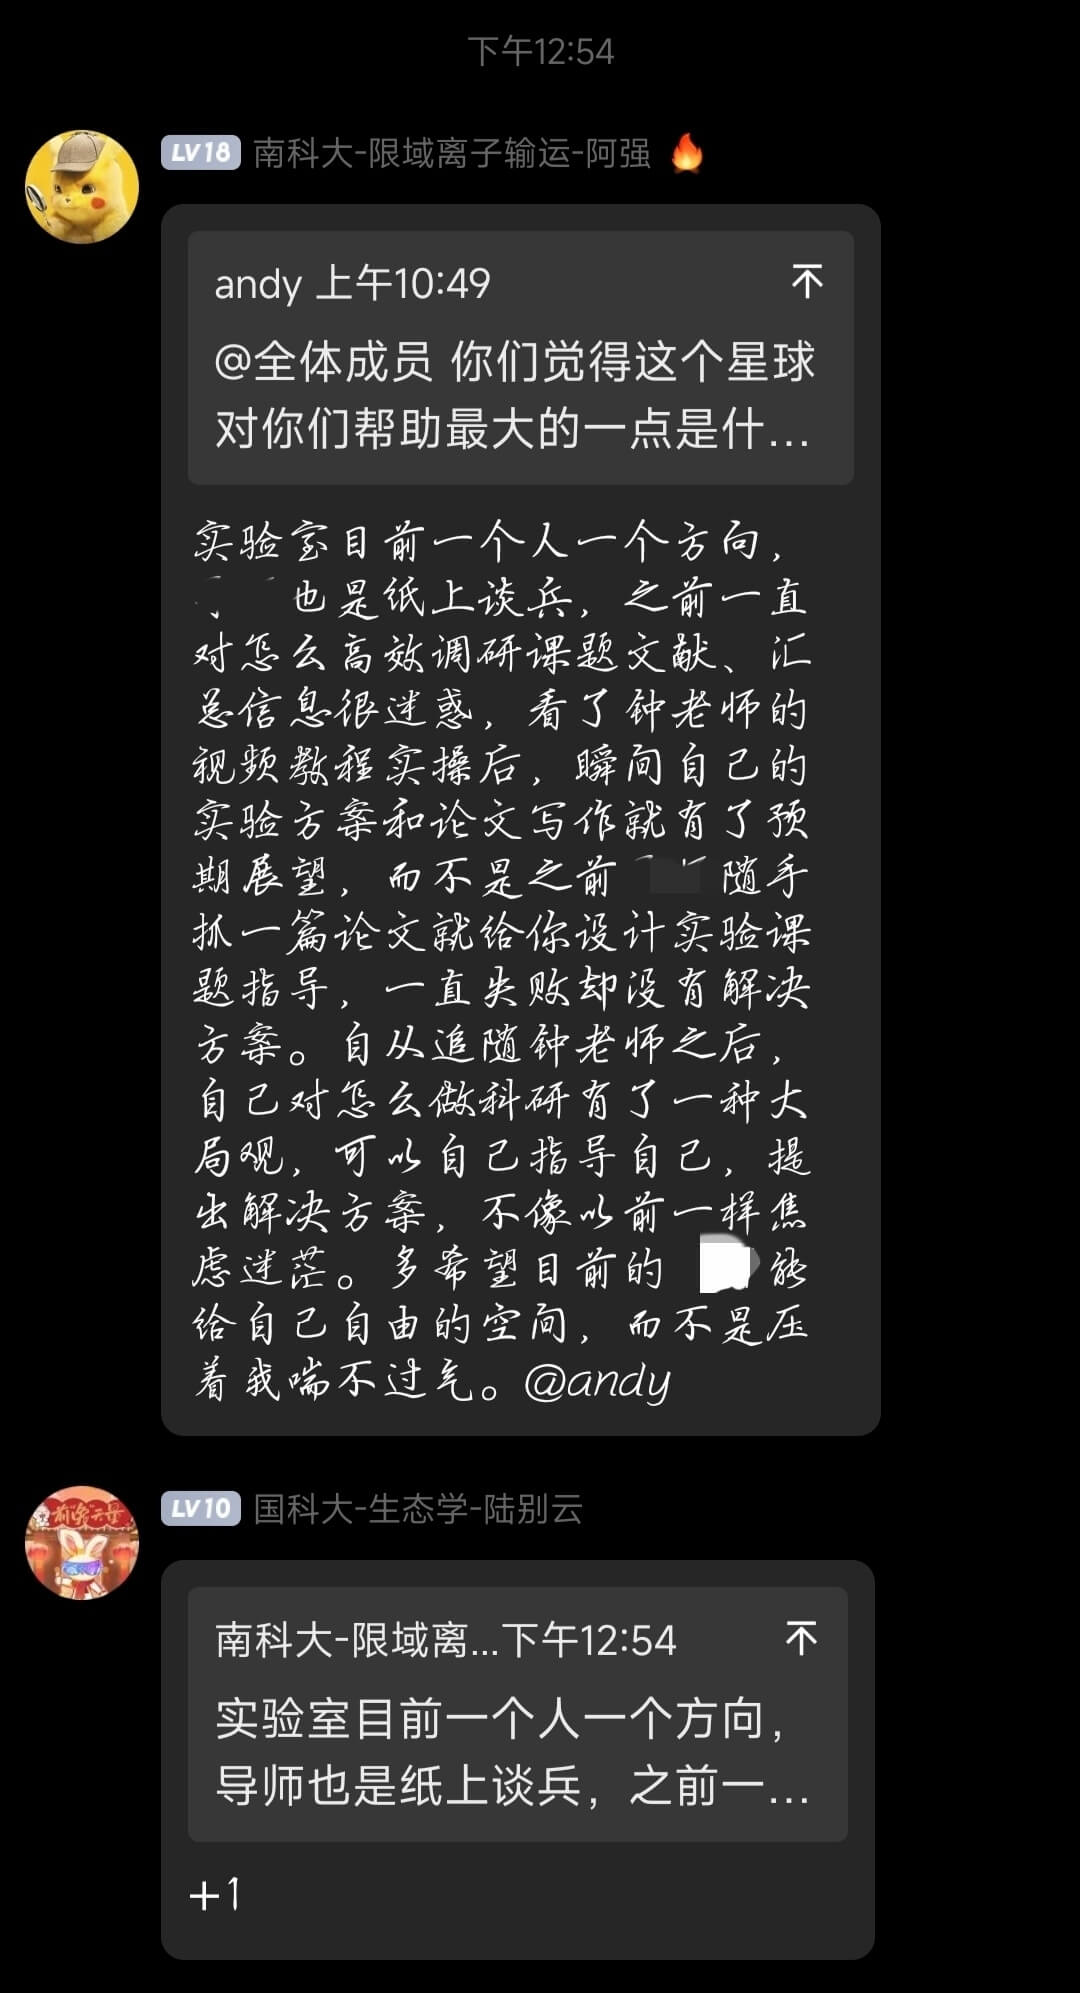 下午12:54
LV18 南科大-限域离子输运-阿强
andy 上午10:49
@全体成员 你们觉得这个星球
对你们帮助最大的一点是什...
实验室目前一个人一个方向，
也是纸上谈兵，之前一直
对怎么高效调研课题文献、汇
总信息很迷惑，看了钟老师的
视频教程实操后，瞬间自己的
实验方案和论文写作就有了预
期展望，而不是之前 随手
抓一篇论文就给你设计实验课
题指导，一直失败却没有解决
方案。自从追随钟老师之后，
自己对怎么做科研有了一种大
局观，可以自己指导自己，提
出解决方案，不像以前一样焦
虑迷茫。多希望目前的 能
给自己自由的空间，而不是压
着我喘不过气。@andy
LV10 国科大-生态学-陆别云
南科大-限域离...下午12:54
实验室目前一个人一个方向，
导师也是纸上谈兵，之前一...
+1